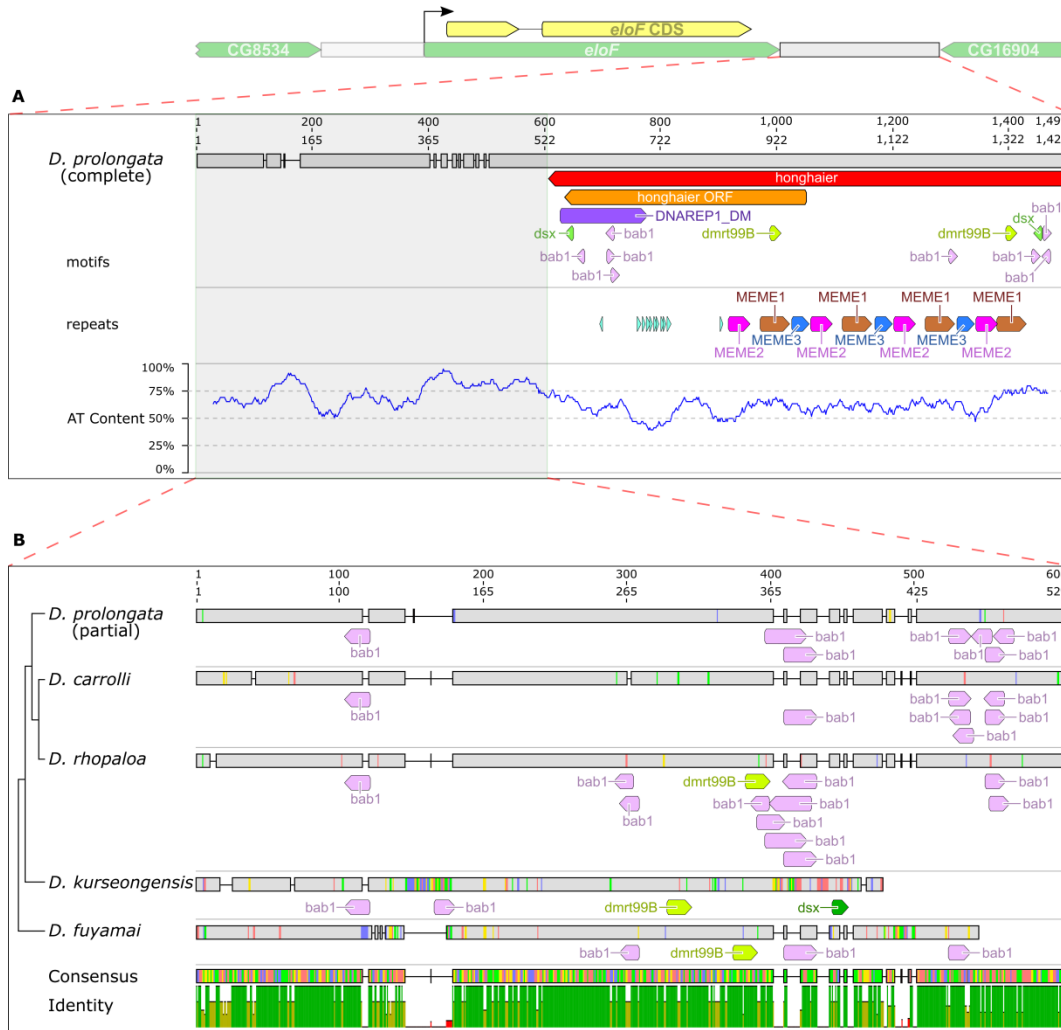 eloF CDS
CG8534 eloF CG16904
A
1 200 400 600 800 1,000 1,200 1,400 1,49
1 165 365 522 722 922 1,122 1,322 1,42
D. prolongata
(complete)
honghaier
honghaier ORF
DNAREP1_DM
bab1
dsx bab1 dmrt99B dmrt99B dsx
motifs
bab1 bab1 bab1 bab1
bab1 bab1
MEME1 MEME1 MEME1 MEME1
repeats
MEME3 MEME3 MEME3
MEME2 MEME2 MEME2 MEME2
100%
75%
AT Content 50%
25%
0%
B
1 100 200 300 400 500 60
1 165 265 365 425 52
D. prolongata
(partial)
bab1 bab1
bab1 bab1 bab1 bab1
D. carrolli
bab1 bab1
bab1 bab1 bab1 bab1
bab1
D. rhopaloa
bab1 dmrt99B bab1 bab1
bab1 bab1 bab1 bab1 bab1
bab1
bab1
bab1
D. kurseongensis
bab1 bab1 dmrt99B dsx
D. fuyamai
bab1 dmrt99B bab1 bab1
Consensus
Identity